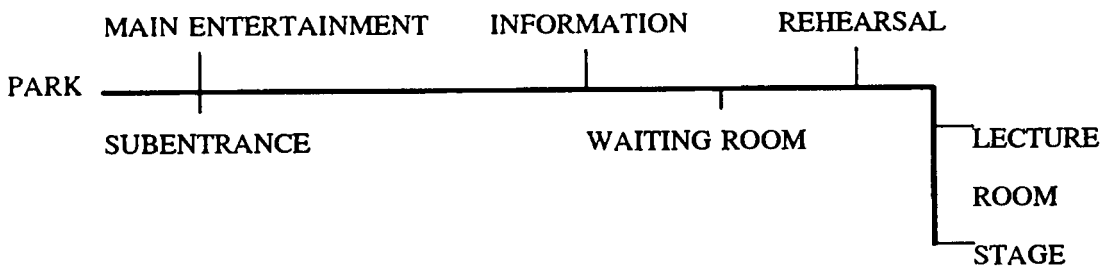 MAIN ENTERTAINMENT
INFORMATION
REHEARSAL
PARK
SUBENTRANCE
WAITING ROOM
LECTURE
ROOM
STAGE